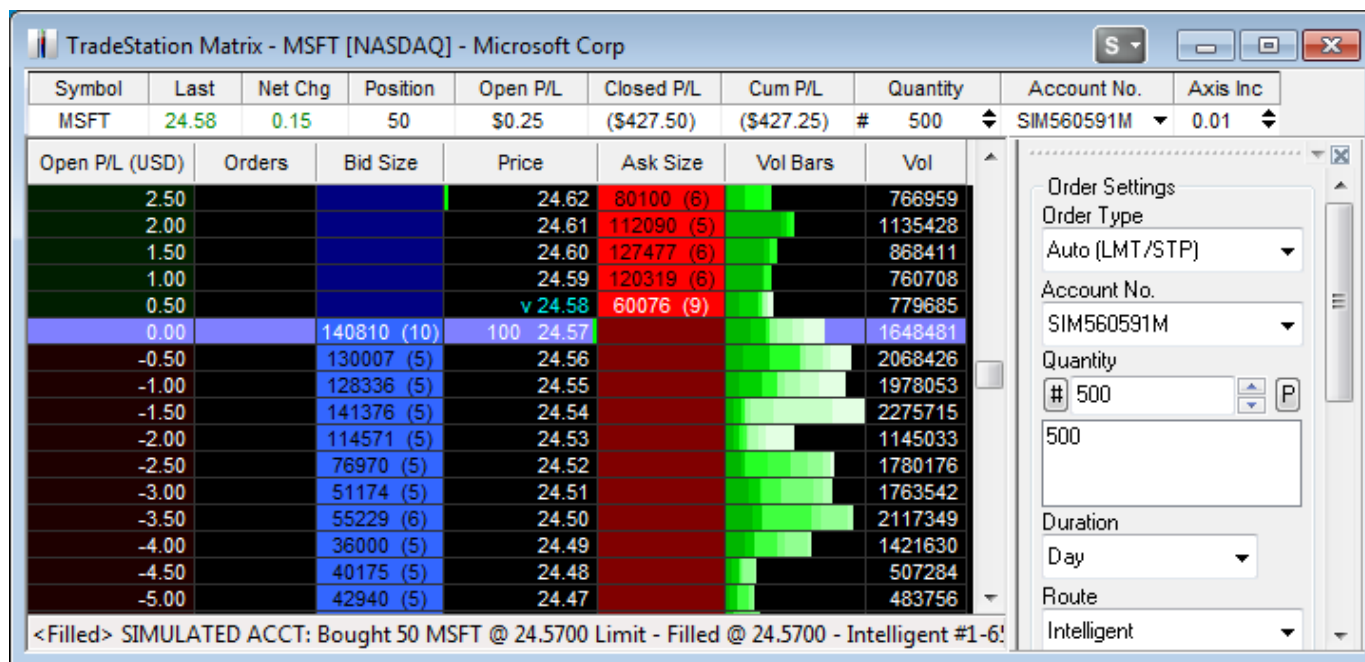 TradeStation Matrix - MSFT [NASDAQ] - Microsoft Corp
S
Symbol Last Net Chg Position Open P/L Closed P/L Cum P/L Quantity Account No. Axis Inc
MSFT 24.58 0.15 50 $0.25 ($427.50) ($427.25) # 500 SIM560591M 0.01
Open P/L (USD) Orders Bid Size Price Ask Size Vol Bars Vol
2.50 24.62 80100 (6) 766959
2.00 24.61 112090 (5) 1135428
1.50 24.60 127477 (6) 868411
1.00 24.59 120319 (6) 760708
0.50 v 24.58 60076 (9) 779685
0.00 140810 (10) 100 24.57 1648481
-0.50 130007 (5) 24.56 2068426
-1.00 128336 (5) 24.55 1978053
-1.50 141376 (5) 24.54 2275715
-2.00 114571 (5) 24.53 1145033
-2.50 76970 (5) 24.52 1780176
-3.00 51174 (5) 24.51 1763542
-3.50 55229 (6) 24.50 2117349
-4.00 36000 (5) 24.49 1421630
-4.50 40175 (5) 24.48 507284
-5.00 42940 (5) 24.47 483756
<Filled> SIMULATED ACCT: Bought 50 MSFT @ 24.5700 Limit - Filled @ 24.5700 - Intelligent #1-65
Order Settings
Order Type
Auto (LMT/STP)
Account No.
SIM560591M
Quantity
# 500 P
500
Duration
Day
Route
Intelligent